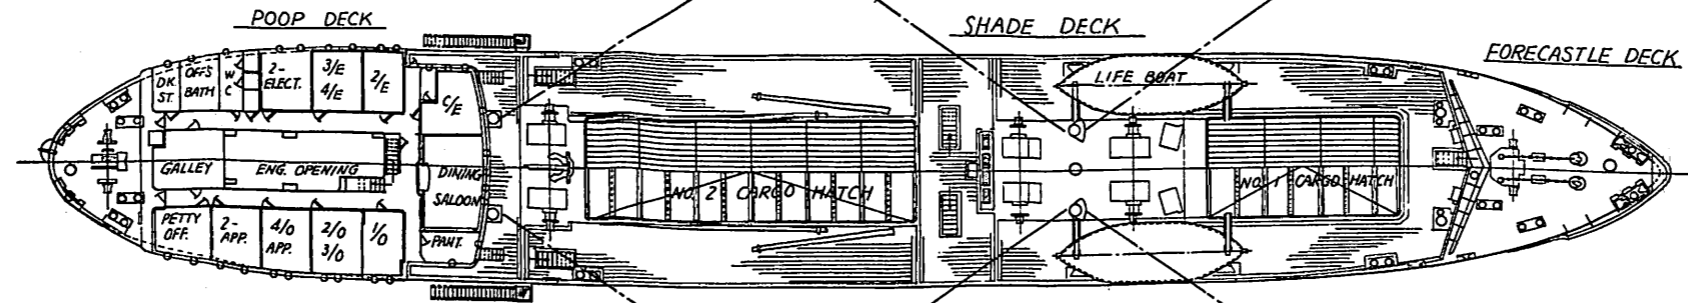 POOP DECK
SHADE DECK
FORECASTLE DECK
DK. ST.
OFFS BATH
W C
2- ELECT.
3/E 4/E
2/E
C/E
LIFE BOAT
GALLEY
ENG. OPENING
DINING SALOON
NO. 2 CARGO HATCH
NO. 1 CARGO HATCH
PETTY OFF.
2- APP.
4/O APP.
2/O 3/O
1/O
PANT.